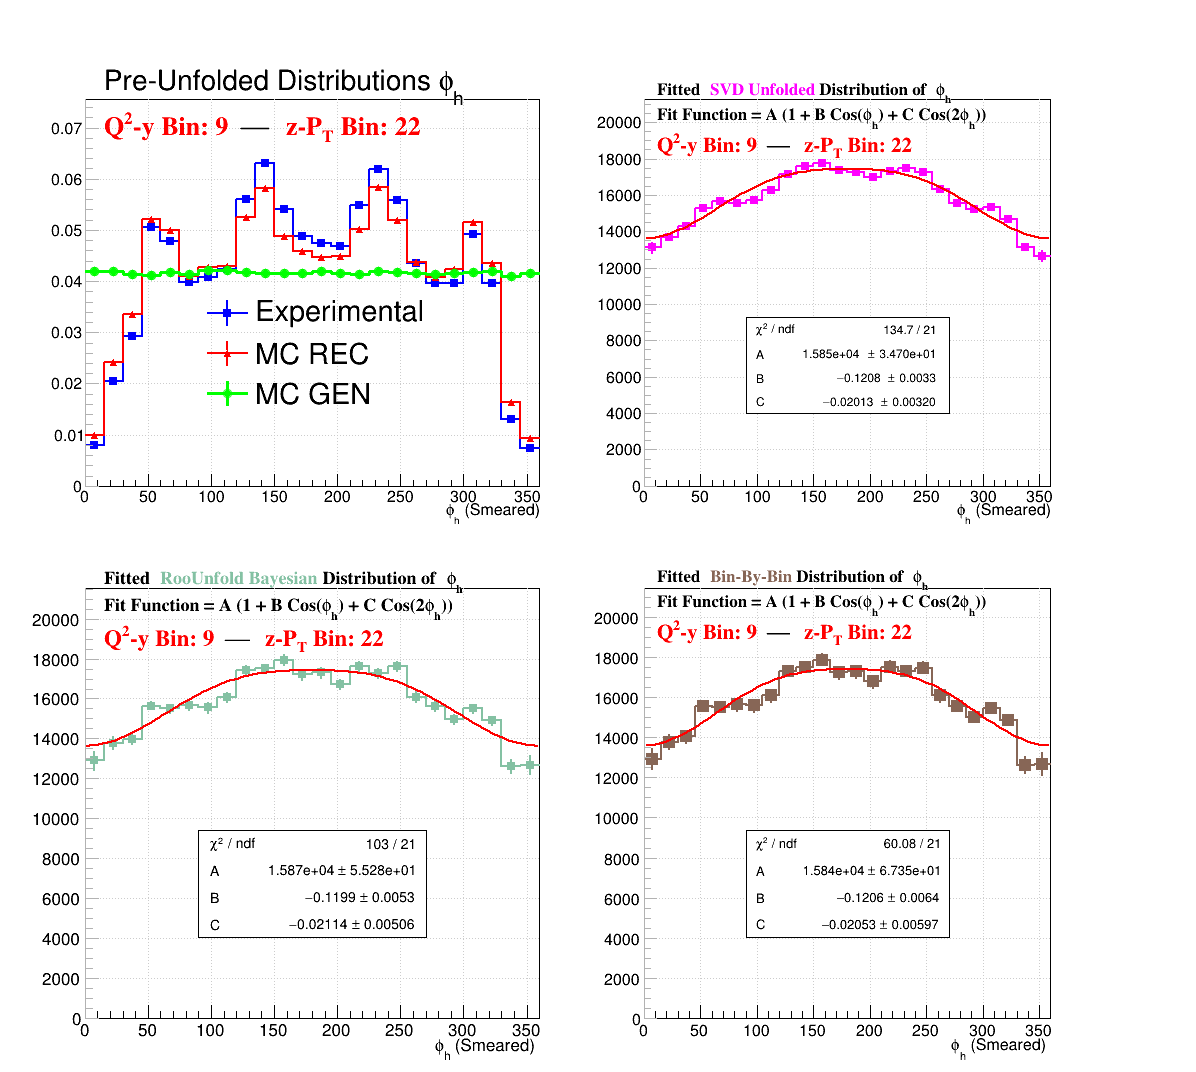 Pre-Unfolded Distributions ϕh
Q²-y Bin: 9 — z-PT Bin: 22
0.07
0.06
0.05
0.04
0.03
0.02
0.01
0
Experimental
MC REC
MC GEN
0 50 100 150 200 250 300 350
ϕh (Smeared)
Fitted SVD Unfolded Distribution of ϕh
Fit Function = A (1 + B Cos(ϕh) + C Cos(2ϕh))
Q²-y Bin: 9 — z-PT Bin: 22
20000
18000
16000
14000
12000
10000
8000
6000
4000
2000
0
χ² / ndf 134.7 / 21
A 1.585e+04 ± 3.470e+01
B −0.1208 ± 0.0033
C −0.02013 ± 0.00320
0 50 100 150 200 250 300 350
ϕh (Smeared)
Fitted RooUnfold Bayesian Distribution of ϕh
Fit Function = A (1 + B Cos(ϕh) + C Cos(2ϕh))
Q²-y Bin: 9 — z-PT Bin: 22
20000
18000
16000
14000
12000
10000
8000
6000
4000
2000
0
χ² / ndf 103 / 21
A 1.587e+04 ± 5.528e+01
B −0.1199 ± 0.0053
C −0.02114 ± 0.00506
0 50 100 150 200 250 300 350
ϕh (Smeared)
Fitted Bin-By-Bin Distribution of ϕh
Fit Function = A (1 + B Cos(ϕh) + C Cos(2ϕh))
Q²-y Bin: 9 — z-PT Bin: 22
20000
18000
16000
14000
12000
10000
8000
6000
4000
2000
0
χ² / ndf 60.08 / 21
A 1.584e+04 ± 6.735e+01
B −0.1206 ± 0.0064
C −0.02053 ± 0.00597
0 50 100 150 200 250 300 350
ϕh (Smeared)